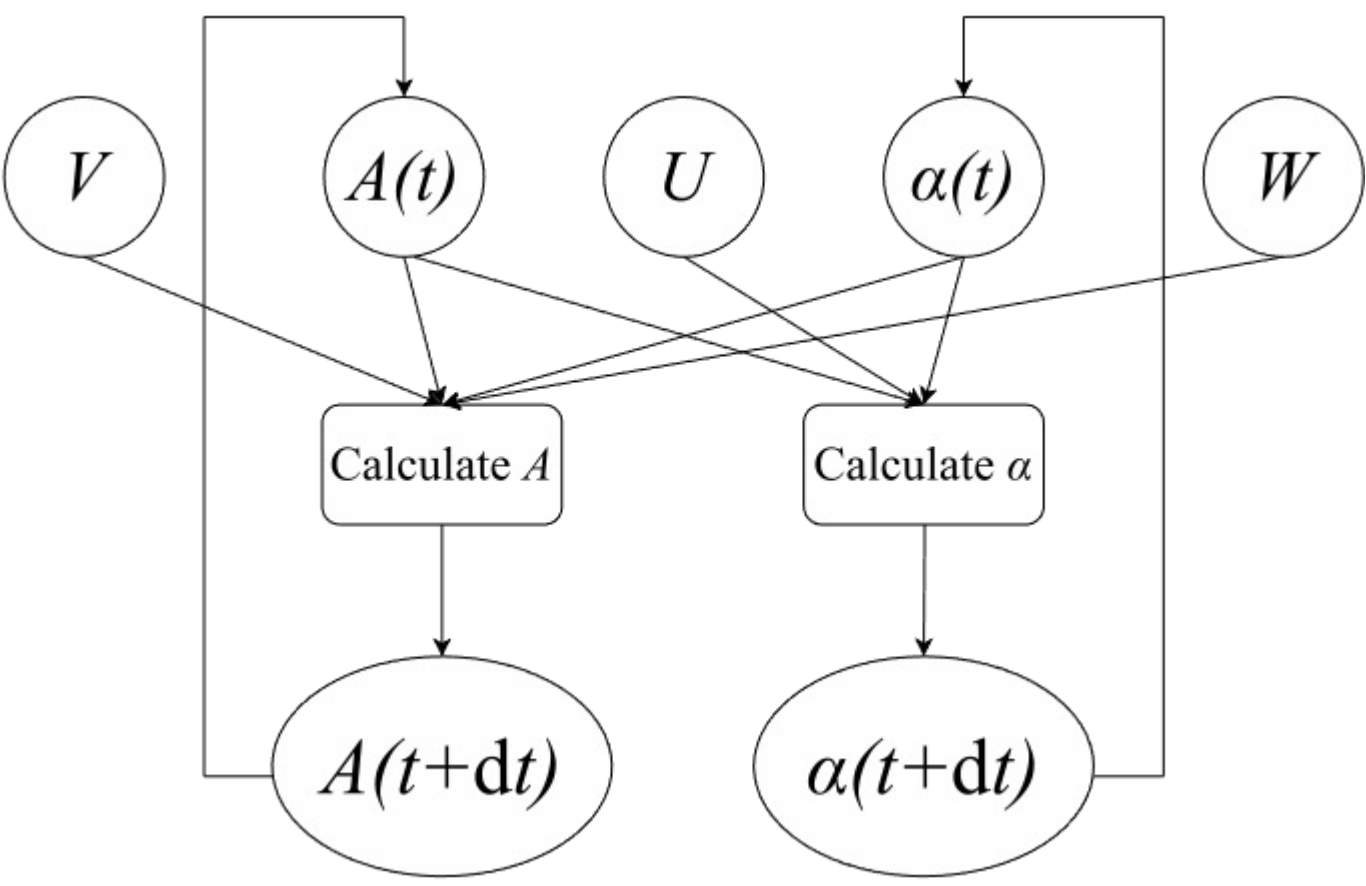 V
A(t)
U
α(t)
W
Calculate A
Calculate α
A(t+dt)
α(t+dt)